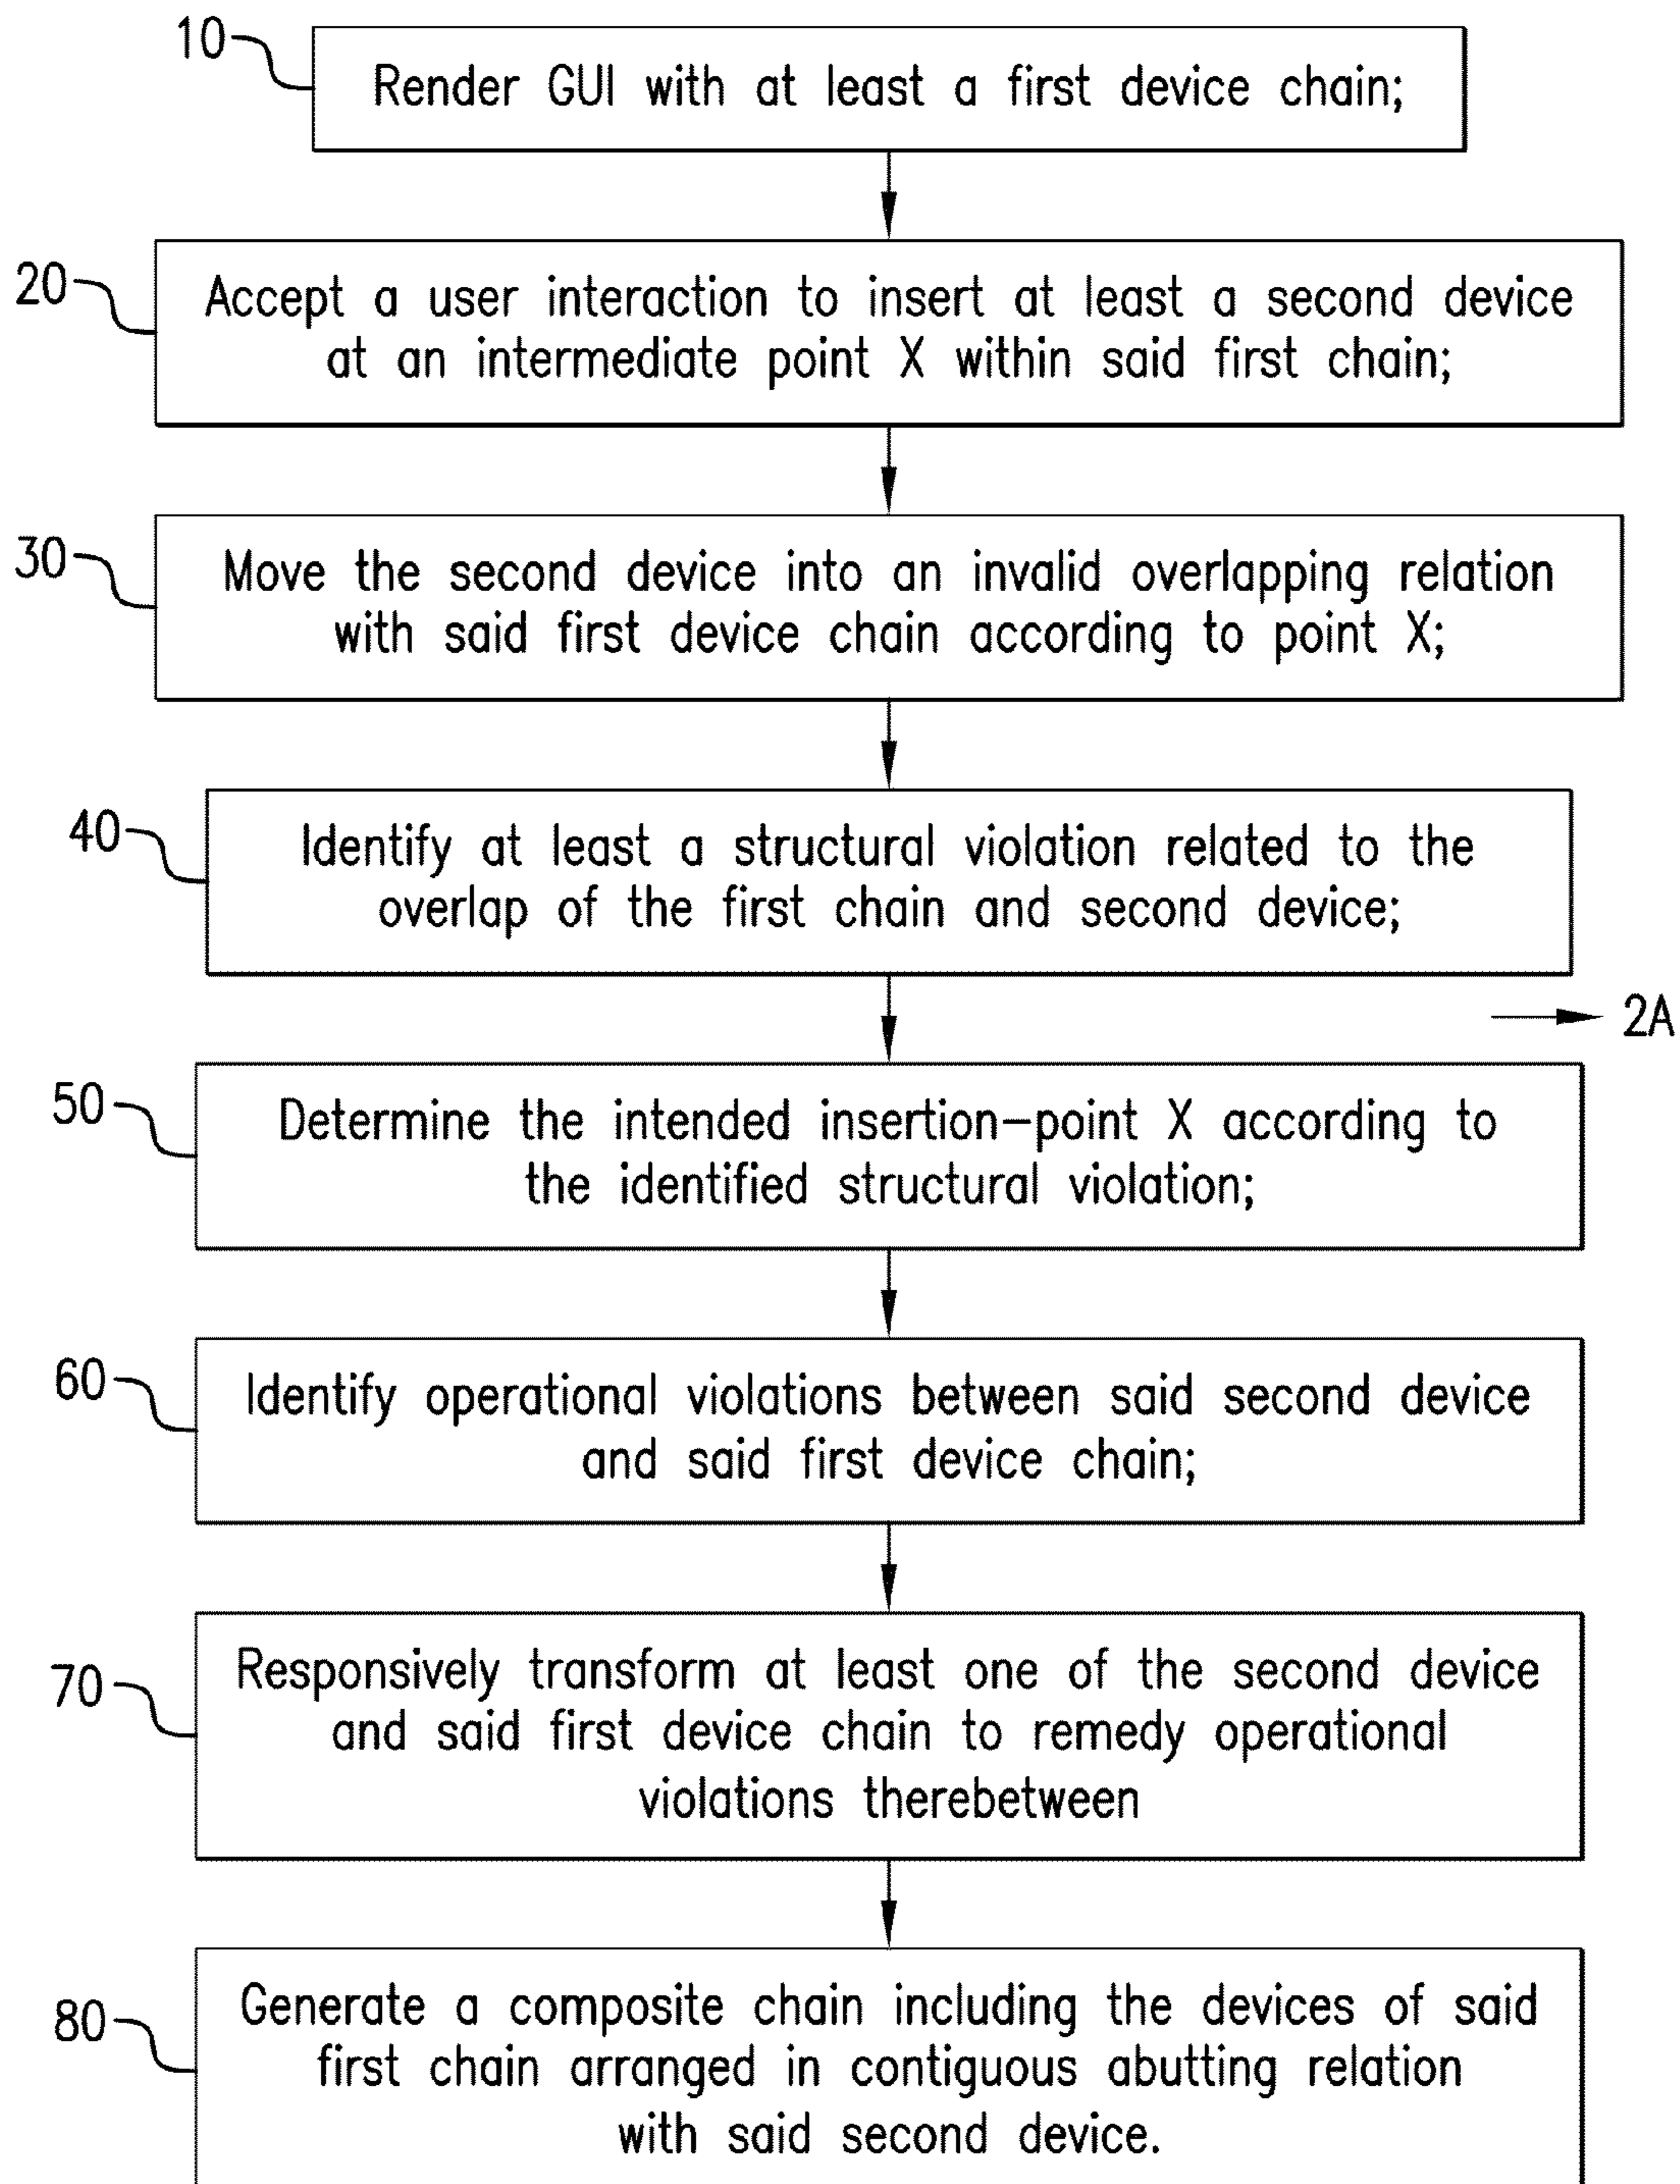 10
Render GUI with at least a first device chain;
20
Accept a user interaction to insert at least a second device
at an intermediate point X within said first chain;
30
Move the second device into an invalid overlapping relation
with said first device chain according to point X;
40
Identify at least a structural violation related to the
overlap of the first chain and second device;
2A
50
Determine the intended insertion-point X according to
the identified structural violation;
60
Identify operational violations between said second device
and said first device chain;
70
Responsively transform at least one of the second device
and said first device chain to remedy operational
violations therebetween
80
Generate a composite chain including the devices of said
first chain arranged in contiguous abutting relation
with said second device.